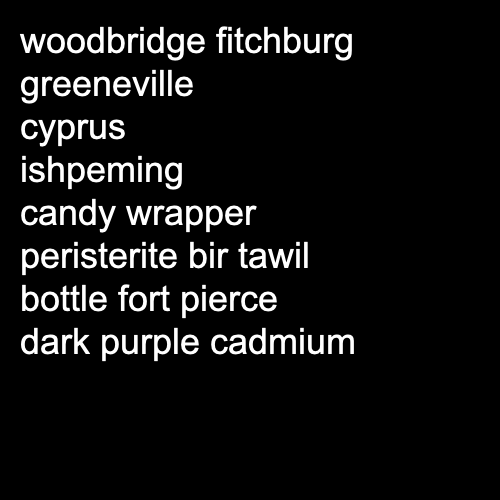 woodbridge fitchburg
greeneville
cyprus
ishpeming
candy wrapper
peristerite bir tawil
bottle fort pierce
dark purple cadmium